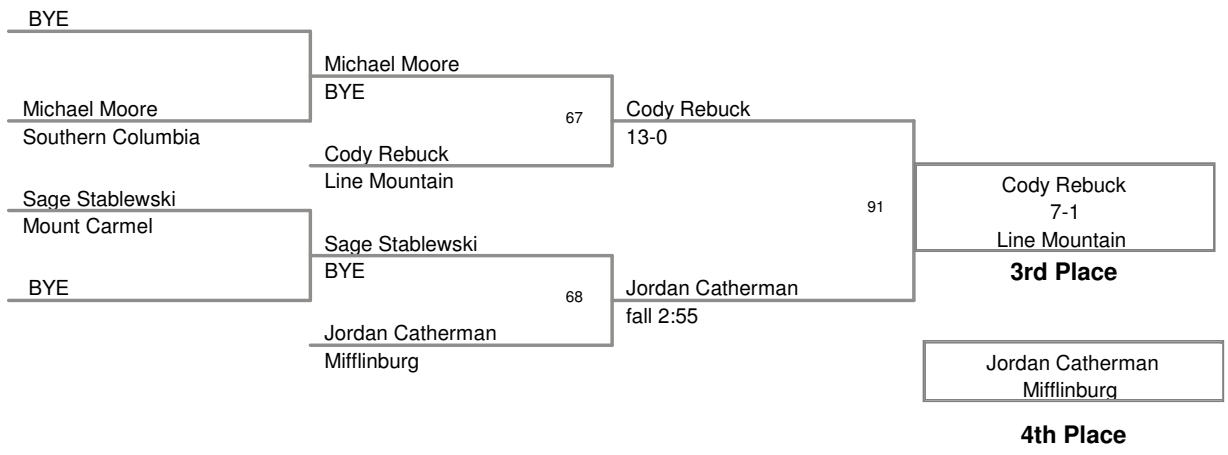 BYE
Michael Moore
BYE
Michael Moore
Southern Columbia
67
Cody Rebuck
13-0
Cody Rebuck
Line Mountain
Sage Stablewski
Mount Carmel
91
Cody Rebuck
7-1
Line Mountain
3rd Place
Sage Stablewski
BYE
BYE
68
Jordan Catherman
fall 2:55
Jordan Catherman
Mifflinburg
Jordan Catherman
Mifflinburg
4th Place